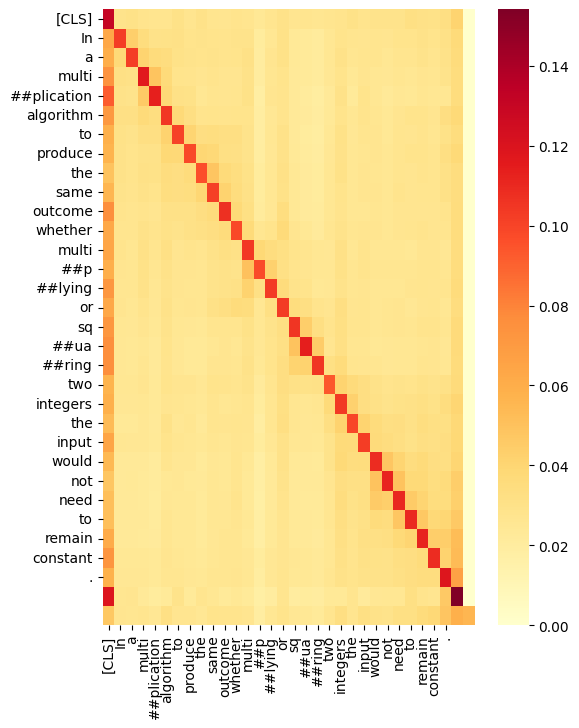 [CLS]
In
a
multi
##plication
algorithm
to
produce
the
same
outcome
whether
multi
##p
##lying
or
sq
##ua
##ring
two
integers
the
input
would
not
need
to
remain
constant
.
0.14
0.12
0.10
0.08
0.06
0.04
0.02
0.00
[CLS]
In
a
multi
##plication
algorithm
to
produce
the
same
outcome
whether
multi
##p
##lying
or
sq
##ua
##ring
two
integers
the
input
would
not
need
to
remain
constant
.